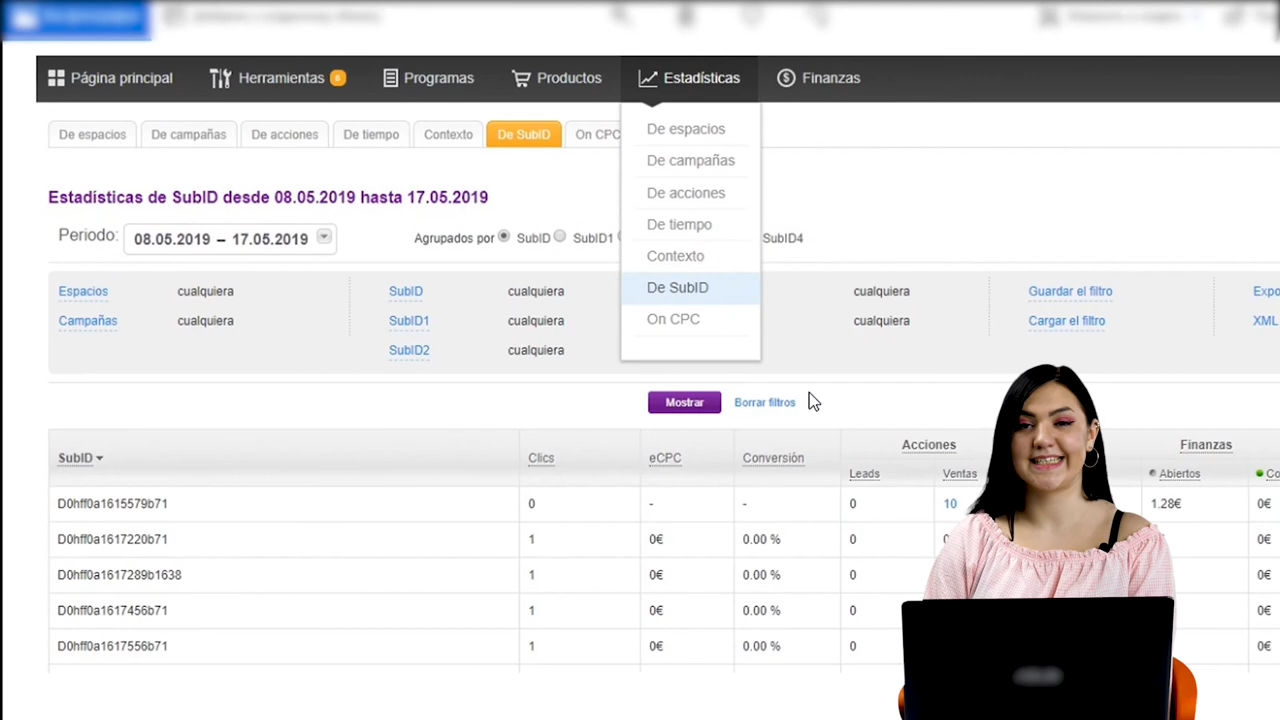 Página principal Herramientas 6 Programas Productos Estadísticas Finanzas
De espacios De campañas De acciones De tiempo Contexto De SubID On CPC
De espacios
De campañas
De acciones
De tiempo
Contexto
De SubID
On CPC
Estadísticas de SubID desde 08.05.2019 hasta 17.05.2019
Periodo: 08.05.2019 – 17.05.2019 Agrupados por SubID SubID1 SubID4
Espacios cualquiera SubID cualquiera cualquiera Guardar el filtro
Campañas cualquiera SubID1 cualquiera cualquiera Cargar el filtro XML
SubID2 cualquiera
Mostrar Borrar filtros
SubID Clics eCPC Conversión Acciones Finanzas
Leads Ventas Abiertos
D0hff0a1615579b71 0 - - 0 10 1.28€ 0€
D0hff0a1617220b71 1 0€ 0.00 % 0 0€
D0hff0a1617289b1638 1 0€ 0.00 % 0 0€
D0hff0a1617456b71 1 0€ 0.00 % 0 0€
D0hff0a1617556b71 1 0€ 0.00 % 0 0€